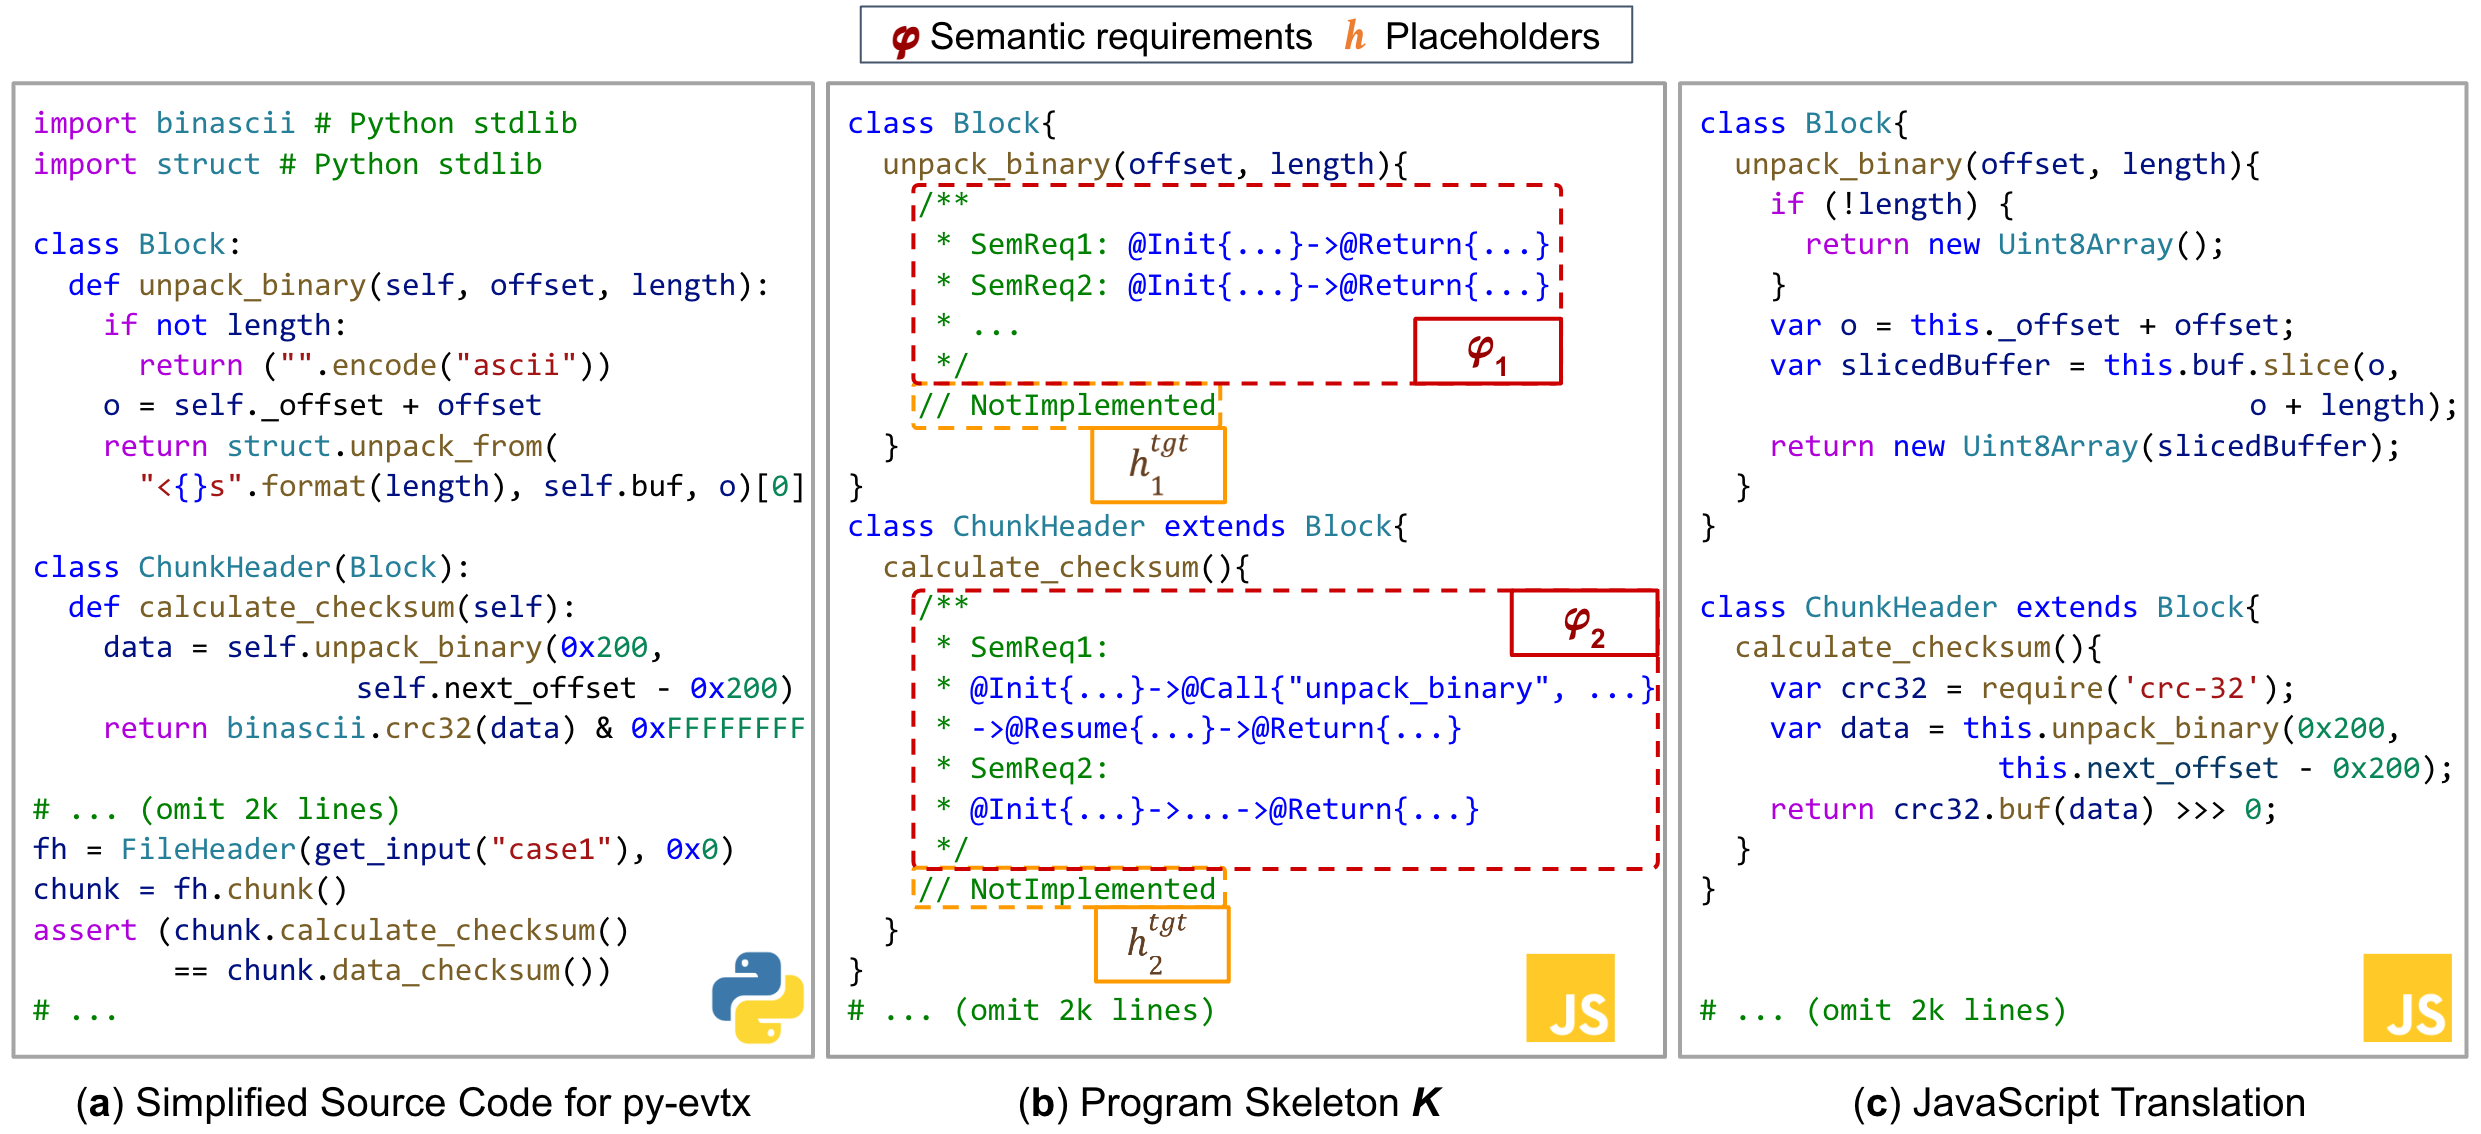 φ Semantic requirements h Placeholders
import binascii # Python stdlib
import struct # Python stdlib
class Block:
  def unpack_binary(self, offset, length):
    if not length:
      return ("".encode("ascii"))
    o = self._offset + offset
    return struct.unpack_from(
      "<{}s".format(length), self.buf, o)[0]
class ChunkHeader(Block):
  def calculate_checksum(self):
    data = self.unpack_binary(0x200,
                  self.next_offset - 0x200)
    return binascii.crc32(data) & 0xFFFFFFFF
# ... (omit 2k lines)
fh = FileHeader(get_input("case1"), 0x0)
chunk = fh.chunk()
assert (chunk.calculate_checksum()
        == chunk.data_checksum())
# ...
(a) Simplified Source Code for py-evtx
class Block{
  unpack_binary(offset, length){
    /**
     * SemReq1: @Init{...}->@Return{...}
     * SemReq2: @Init{...}->@Return{...}
     * ...
     */
φ1
    // NotImplemented
h1tgt
  }
}
class ChunkHeader extends Block{
  calculate_checksum(){
    /**
φ2
     * SemReq1:
     * @Init{...}->@Call{"unpack_binary", ...}
     * ->@Resume{...}->@Return{...}
     * SemReq2:
     * @Init{...}->...->@Return{...}
     */
    // NotImplemented
h2tgt
  }
}
# ... (omit 2k lines)
JS
(b) Program Skeleton K
class Block{
  unpack_binary(offset, length){
    if (!length) {
      return new Uint8Array();
    }
    var o = this._offset + offset;
    var slicedBuffer = this.buf.slice(o,
                               o + length);
    return new Uint8Array(slicedBuffer);
  }
}
class ChunkHeader extends Block{
  calculate_checksum(){
    var crc32 = require('crc-32');
    var data = this.unpack_binary(0x200,
                 this.next_offset - 0x200);
    return crc32.buf(data) >>> 0;
  }
}
# ... (omit 2k lines)
JS
(c) JavaScript Translation